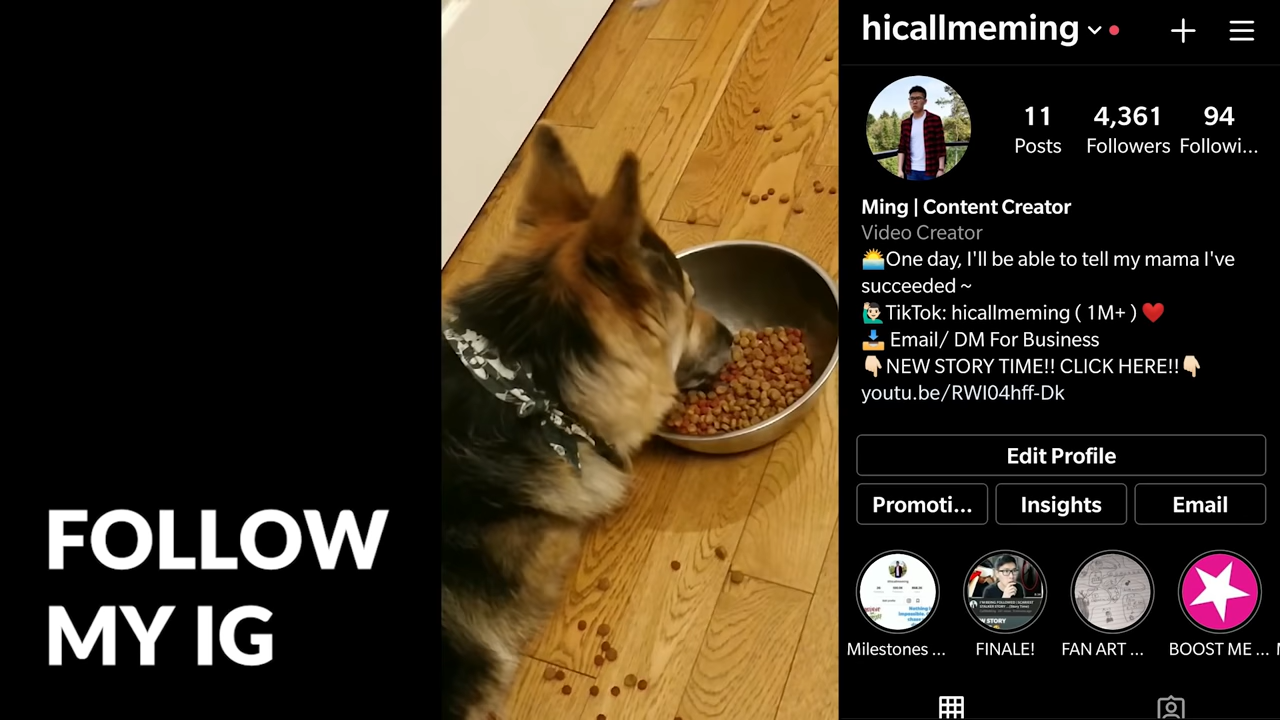 FOLLOW
MY IG
hicallmeming
11
4,361
94
Posts
Followers
Followi...
Ming | Content Creator
Video Creator
🌅One day, I'll be able to tell my mama I've
succeeded ~
🙋🏻‍♂️TikTok: hicallmeming ( 1M+ ) ❤️
📥 Email/ DM For Business
👇🏻NEW STORY TIME!! CLICK HERE!!👇🏻
youtu.be/RWI04hff-Dk
Edit Profile
Promoti...
Insights
Email
Milestones ...
FINALE!
FAN ART ...
BOOST ME ...